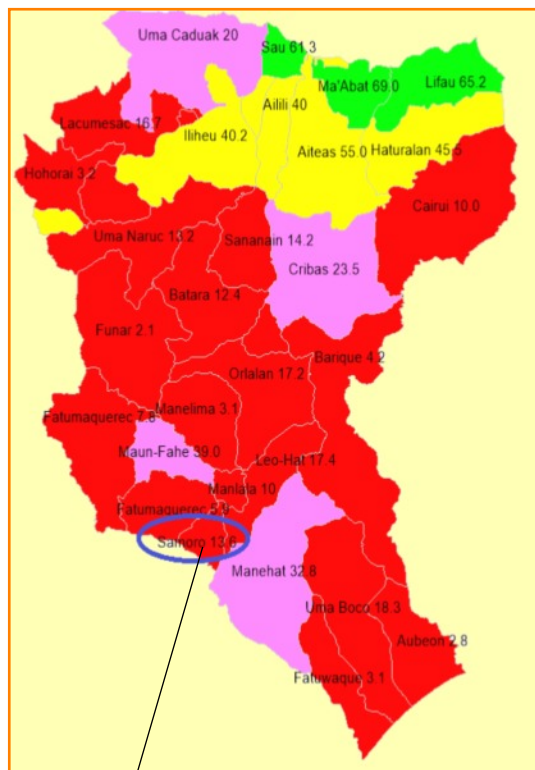 Uma Caduak 20
Sau 61.3
Ma'Abat 69.0
Lifau 65.2
Lacumesac 16.7
Ailili 40
Iliheu 40.2
Aiteas 55.0
Haturalan 45.5
Hohorai 3.2
Cairui 10.0
Uma Naruc 13.2
Sananain 14.2
Cribas 23.5
Batara 12.4
Funar 2.1
Barique 4.2
Orlalan 17.2
Fatumaquerec 7.8
Manelima 3.1
Maun-Fahe 39.0
Leo-Hat 17.4
Manlala 10
Fatumaquerec 5.9
Samoro 13.6
Manehat 32.8
Uma Boco 18.3
Aubeon 2.8
Fatuwaque 3.1